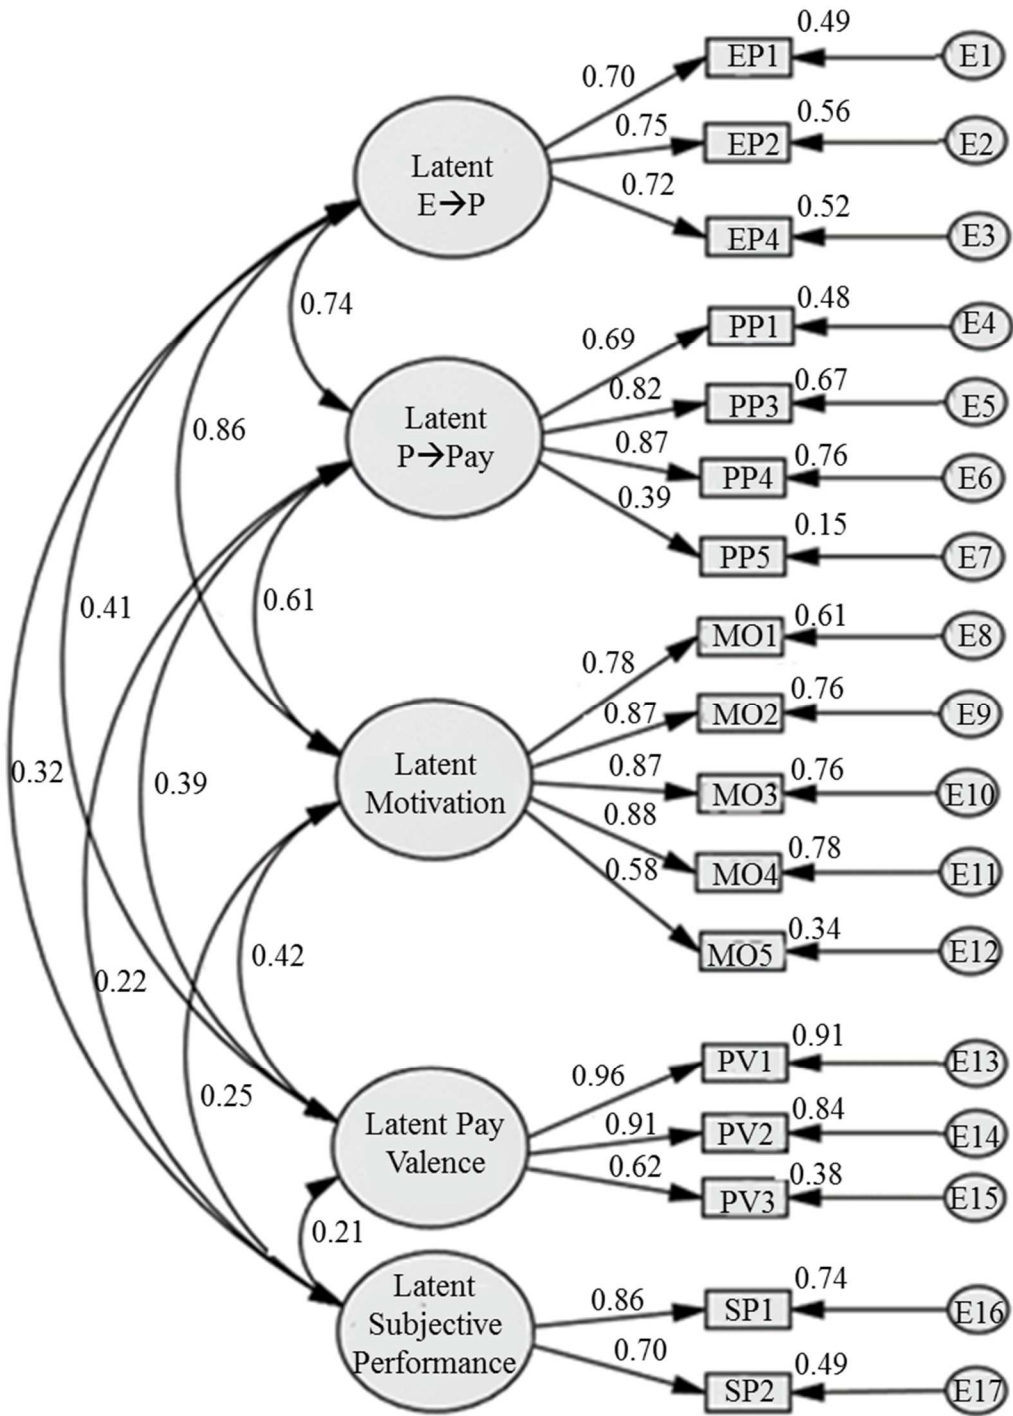 0.49
EP1
E1
0.70
0.56
0.75
EP2
E2
Latent
E→P
0.72
0.52
EP4
E3
0.74
0.48
PP1
E4
0.69
0.67
0.82
PP3
E5
Latent
P→Pay
0.86
0.87
0.76
PP4
E6
0.39
0.15
PP5
E7
0.41
0.61
0.61
MO1
E8
0.78
0.76
0.87
MO2
E9
0.32
0.39
Latent
Motivation
0.87
0.76
MO3
E10
0.88
0.78
MO4
E11
0.58
0.34
MO5
E12
0.42
0.22
0.91
PV1
E13
0.96
0.25
0.84
0.91
PV2
E14
Latent Pay
Valence
0.62
0.38
PV3
E15
0.21
0.74
0.86
SP1
E16
Latent
Subjective
Performance
0.70
0.49
SP2
E17